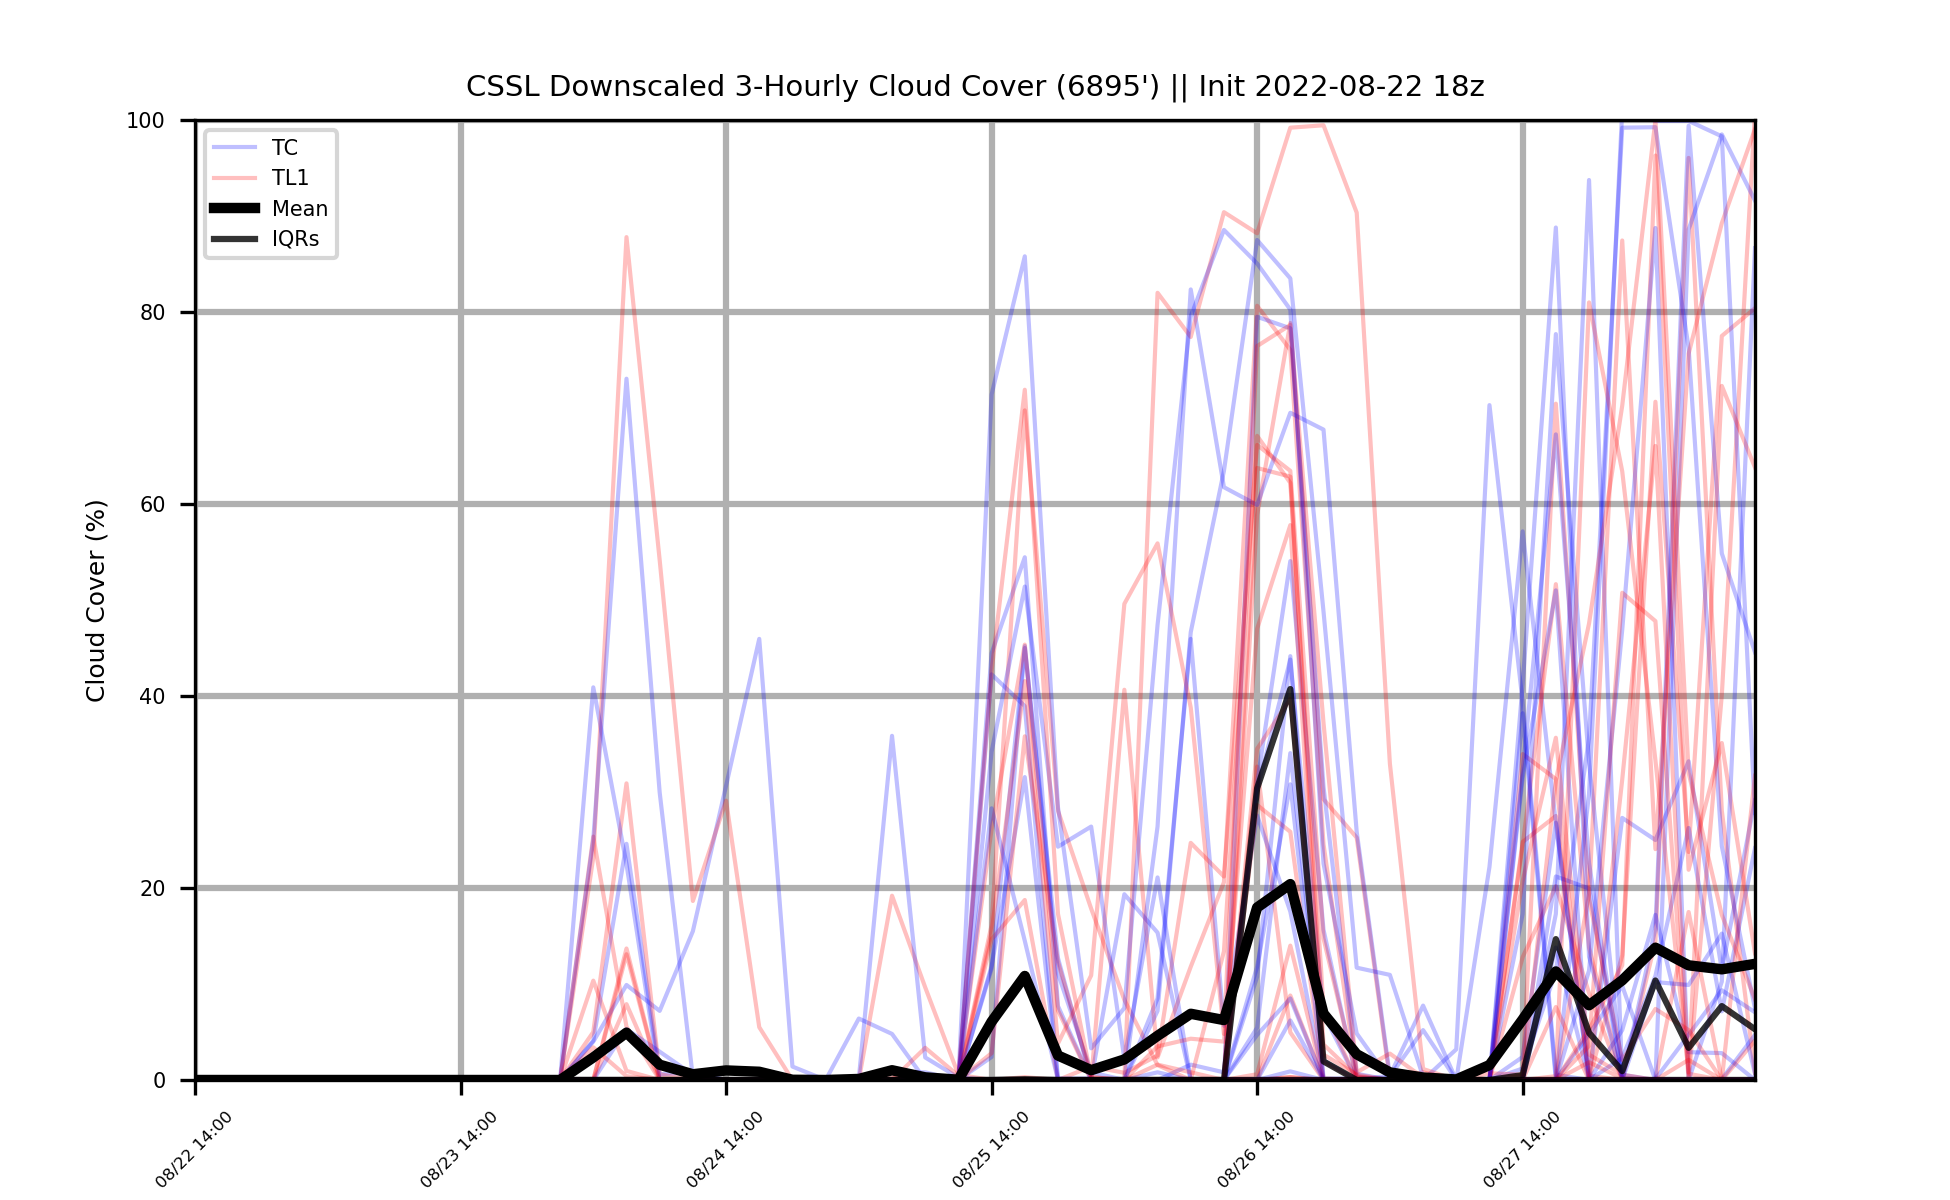 CSSL Downscaled 3-Hourly Cloud Cover (6895') || Init 2022-08-22 18z
Cloud Cover (%)
100
80
60
40
20
0
TC
TL1
Mean
IQRs
08/22 14:00
08/23 14:00
08/24 14:00
08/25 14:00
08/26 14:00
08/27 14:00